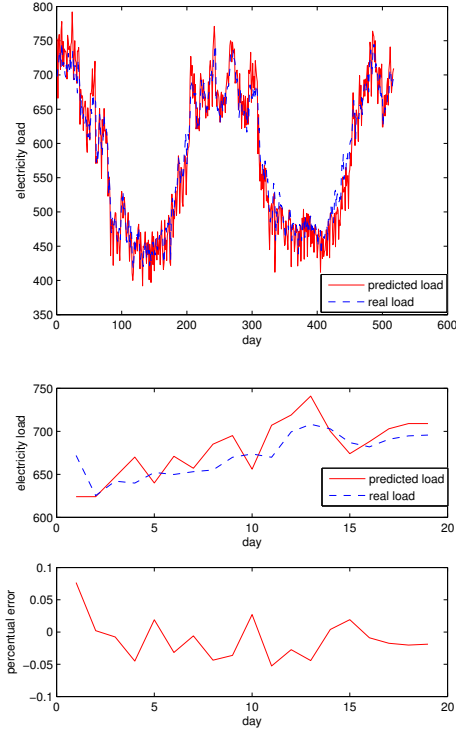 800
750
700
650
600
550
500
450
400
350
0 100 200 300 400 500 600
electricity load
day
predicted load
real load
750
700
650
600
0 5 10 15 20
electricity load
day
predicted load
real load
0.1
0.05
0
−0.05
−0.1
0 5 10 15 20
percentual error
day